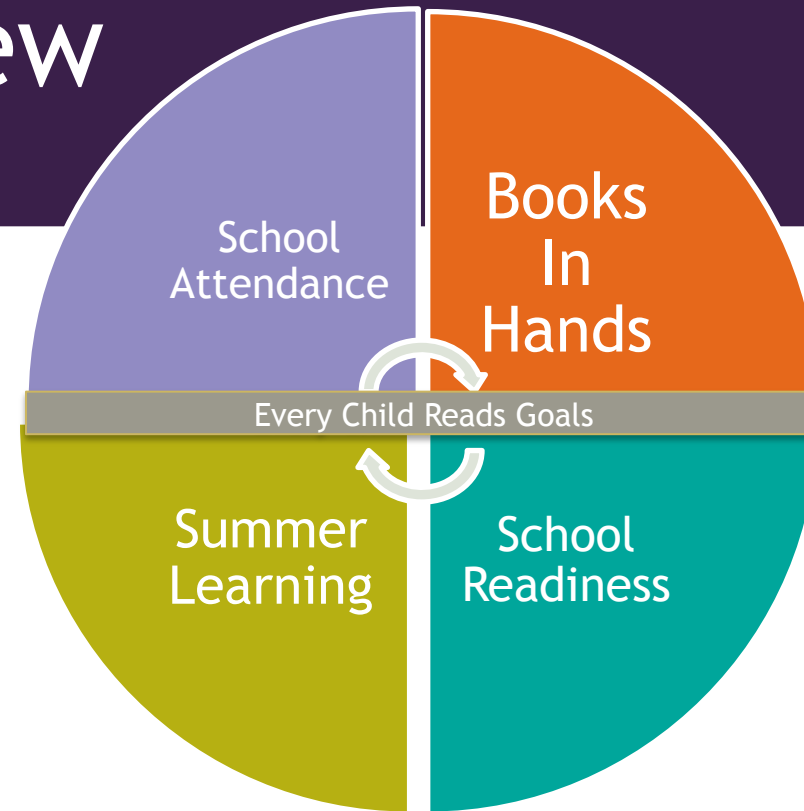 ew
School
Attendance
Books
In
Hands
Every Child Reads Goals
Summer
Learning
School
Readiness